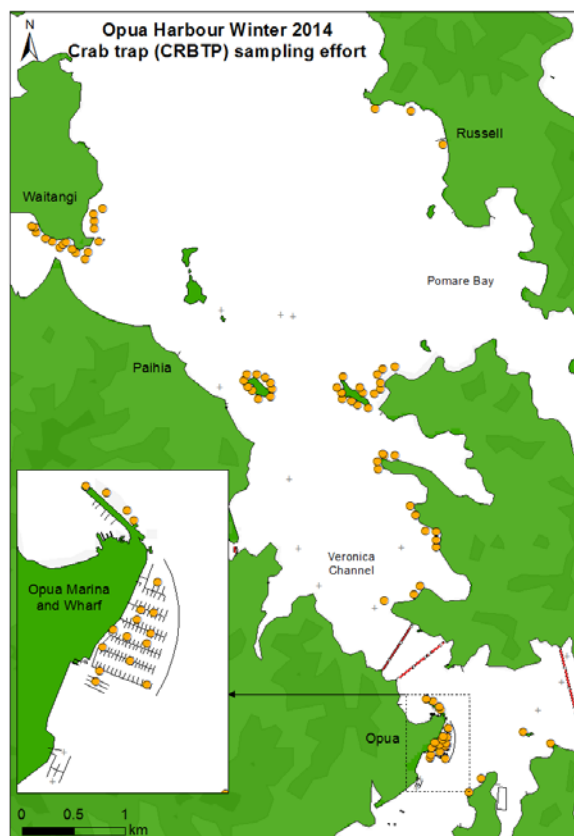 Opua Harbour Winter 2014
Crab trap (CRBTP) sampling effort
N
Russell
Waitangi
Pomare Bay
Paihia
Veronica
Channel
Opua Marina
and Wharf
Opua
0 0.5 1
km